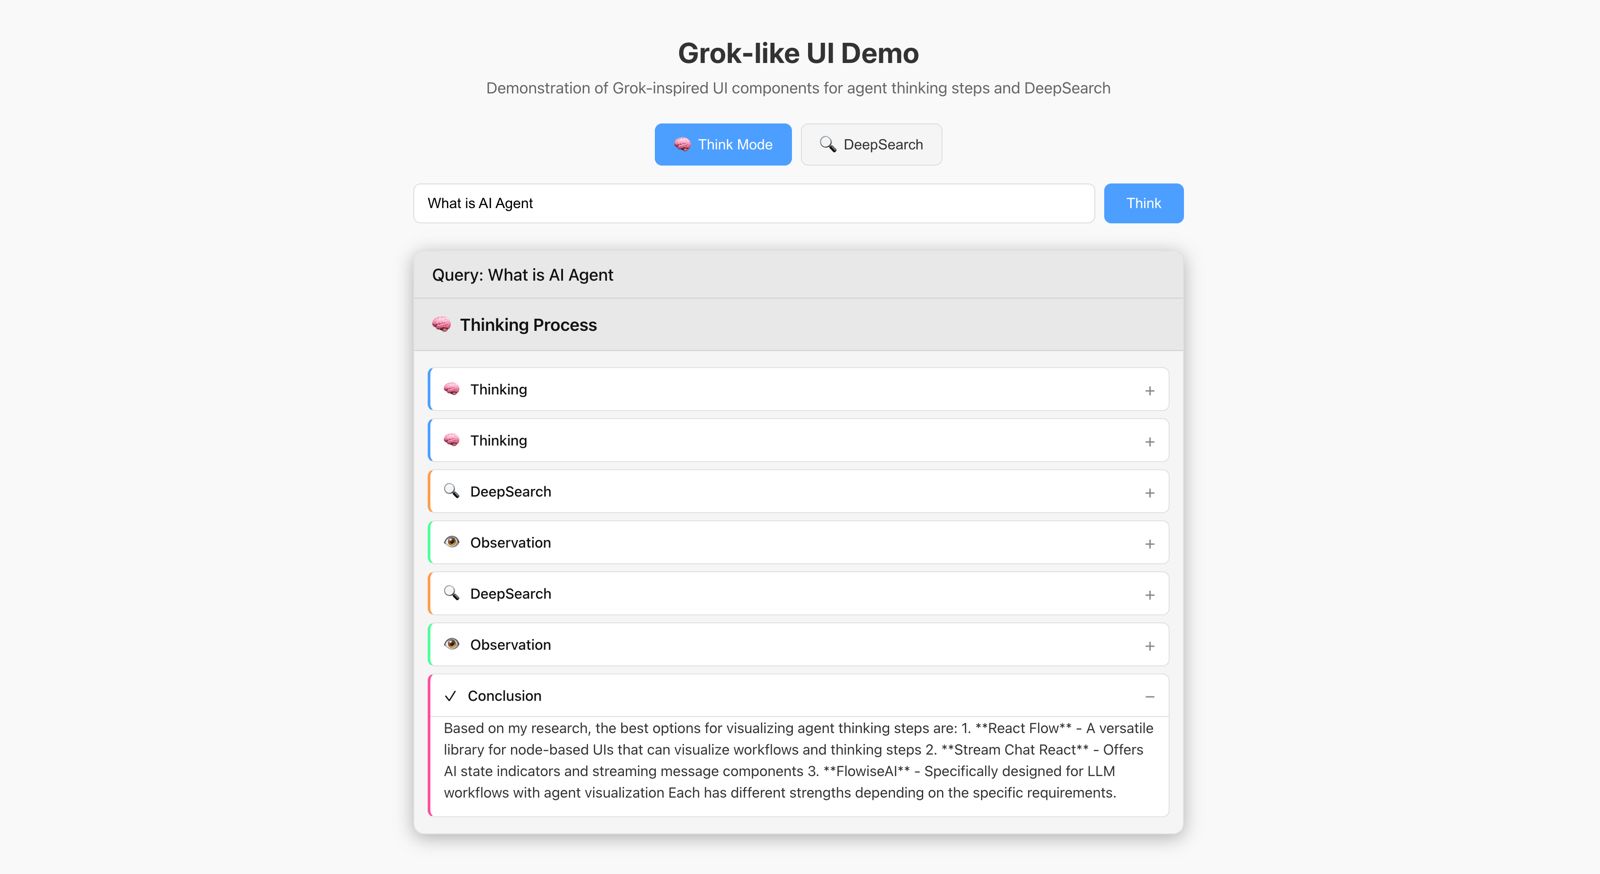 Grok-like UI Demo
Demonstration of Grok-inspired UI components for agent thinking steps and DeepSearch
Think Mode
DeepSearch
What is AI Agent
Think
Query: What is AI Agent
Thinking Process
Thinking
+
Thinking
+
DeepSearch
+
Observation
+
DeepSearch
+
Observation
+
Conclusion
−
Based on my research, the best options for visualizing agent thinking steps are: 1. **React Flow** - A versatile
library for node-based UIs that can visualize workflows and thinking steps 2. **Stream Chat React** - Offers
AI state indicators and streaming message components 3. **FlowiseAI** - Specifically designed for LLM
workflows with agent visualization Each has different strengths depending on the specific requirements.